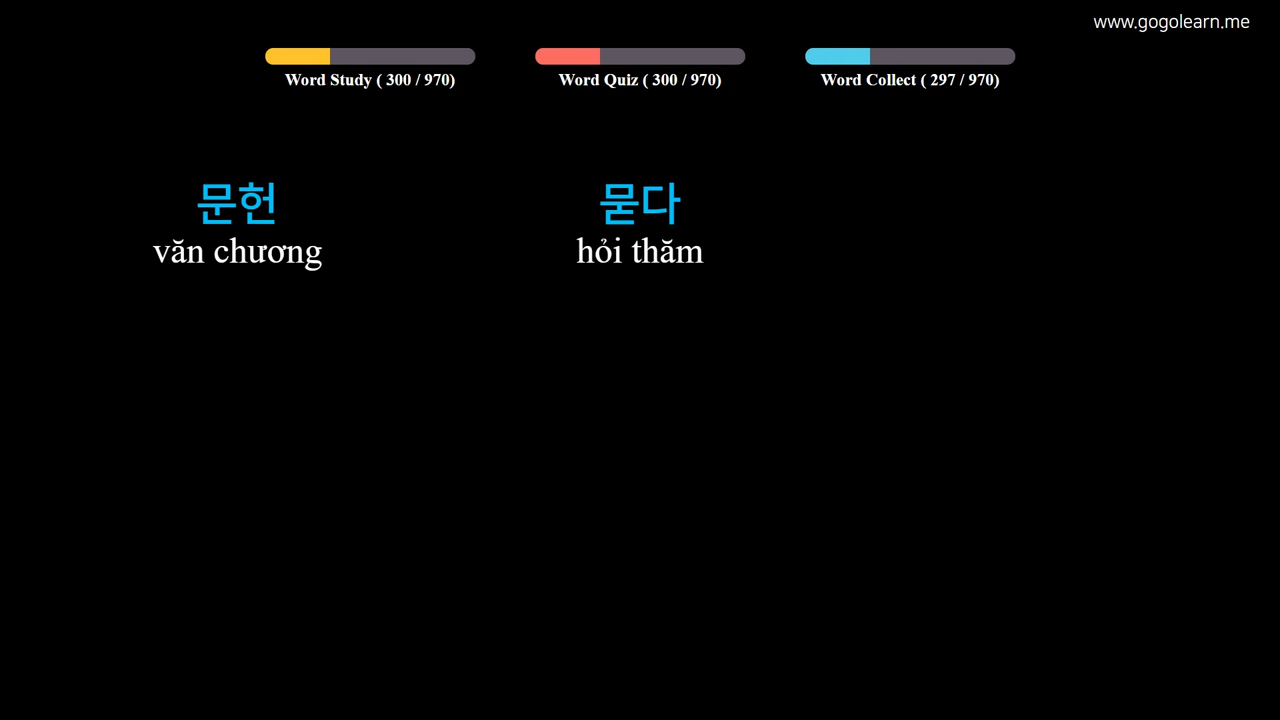 www.gogolearn.me
Word Study ( 300 / 970)
Word Quiz ( 300 / 970)
Word Collect ( 297 / 970)
문헌
văn chương
묻다
hỏi thăm